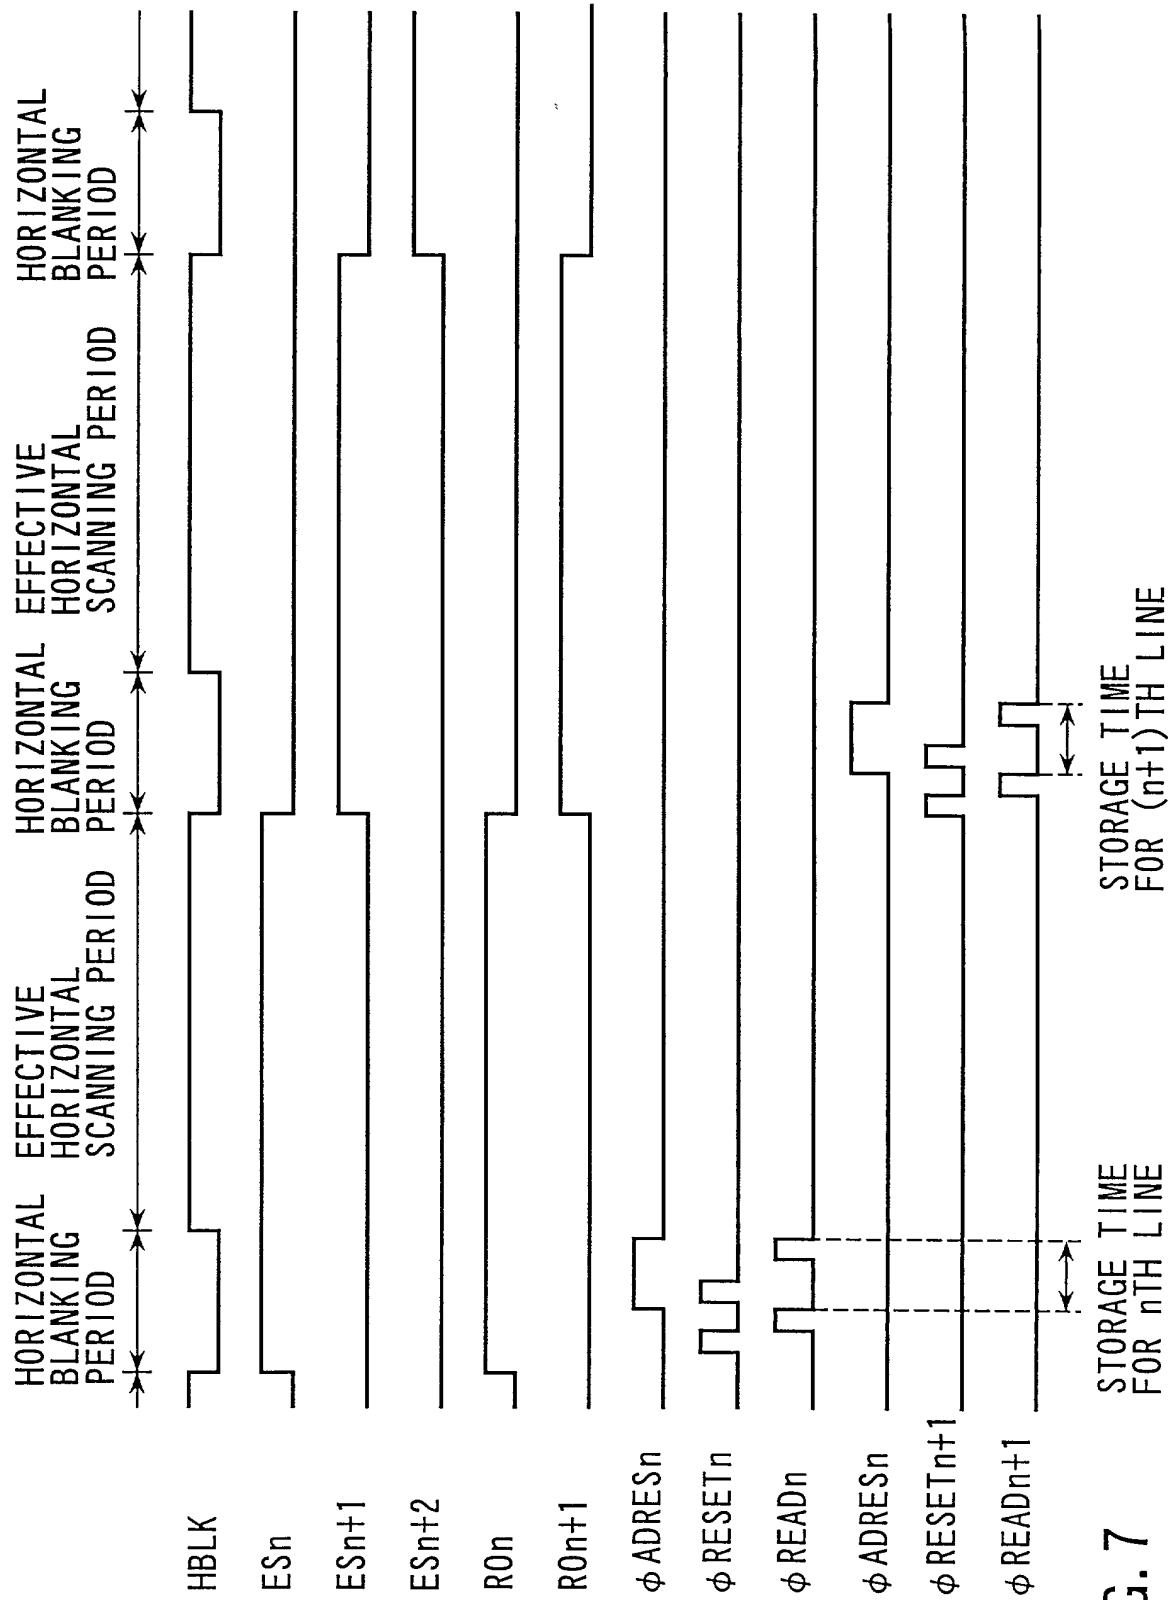 HORIZONTAL
BLANKING
PERIOD
EFFECTIVE
HORIZONTAL
SCANNING PERIOD
HORIZONTAL
BLANKING
PERIOD
EFFECTIVE
HORIZONTAL
SCANNING PERIOD
HORIZONTAL
BLANKING
PERIOD
HBLK
ESn
ESn+1
ESn+2
ROn
ROn+1
φADRESn
φRESETn
φREADn
φADRESn
φRESETn+1
φREADn+1
STORAGE TIME
FOR nTH LINE
STORAGE TIME
FOR (n+1)TH LINE
G. 7